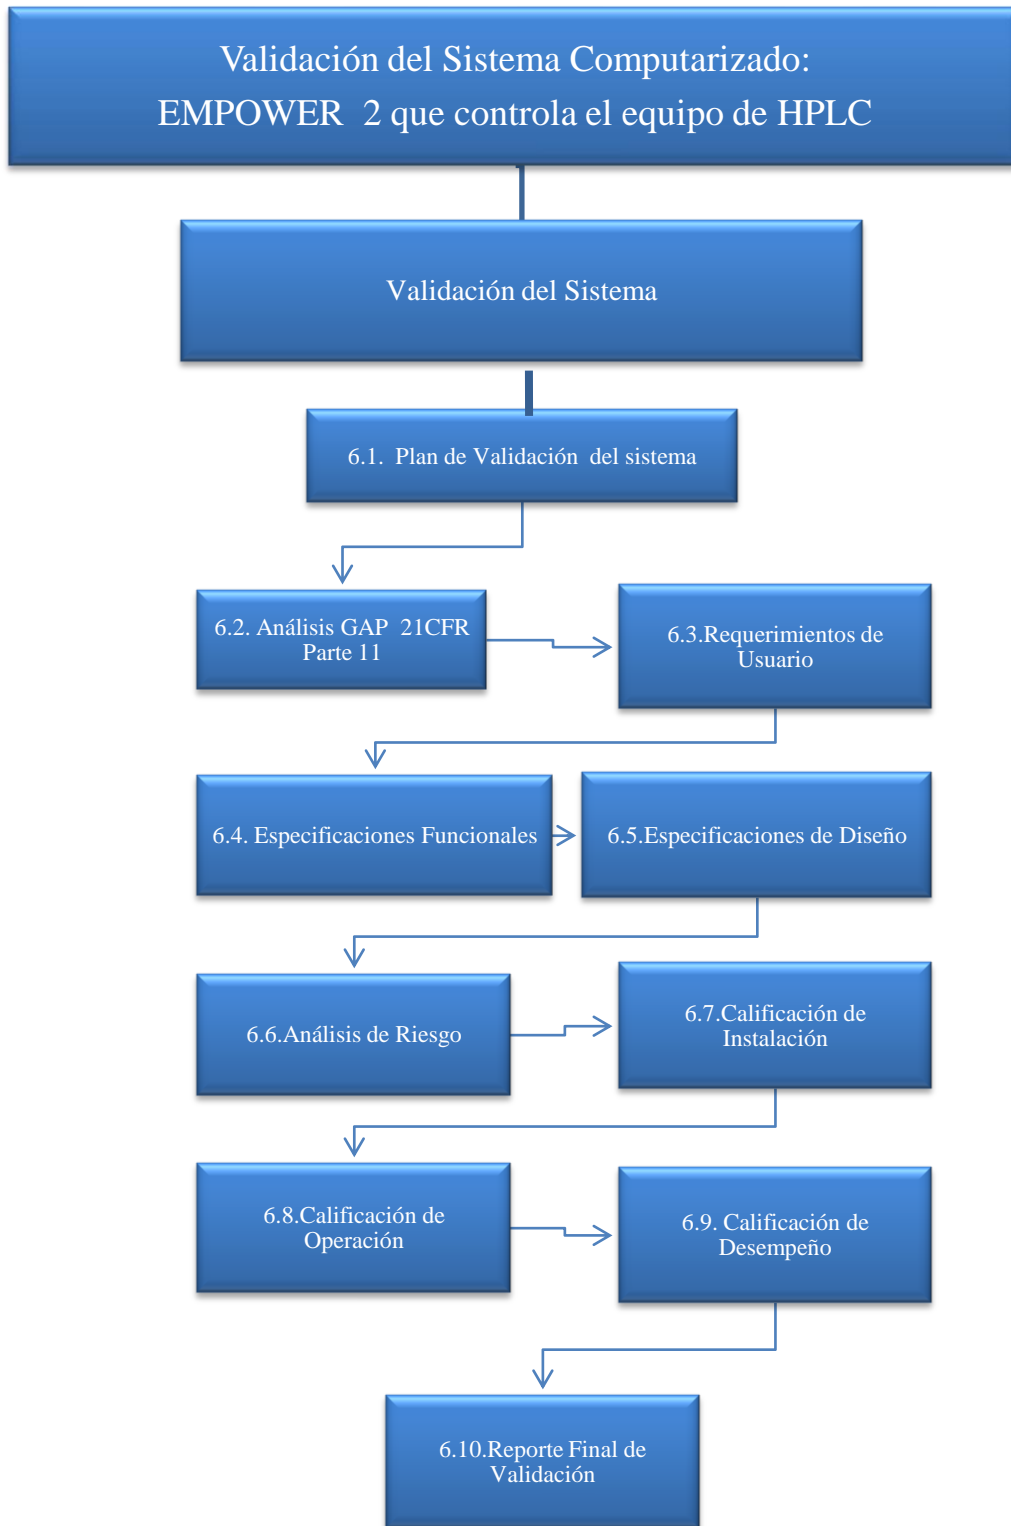 Validación del Sistema Computarizado:
EMPOWER 2 que controla el equipo de HPLC
Validación del Sistema
6.1. Plan de Validación del sistema
6.2. Análisis GAP 21CFR
Parte 11
6.3.Requerimientos de
Usuario
6.4. Especificaciones Funcionales
6.5.Especificaciones de Diseño
6.6.Análisis de Riesgo
6.7.Calificación de
Instalación
6.8.Calificación de
Operación
6.9. Calificación de
Desempeño
6.10.Reporte Final de
Validación